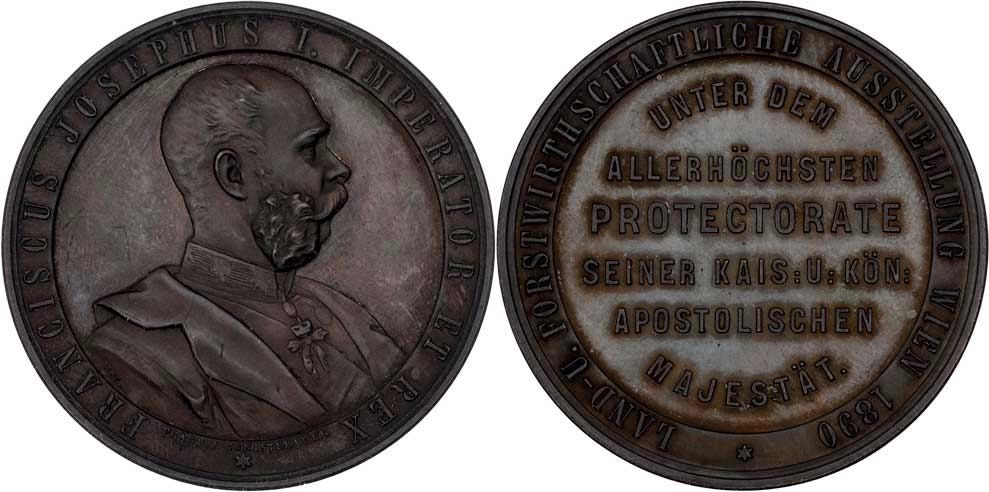 FRANCISCUS JOSEPHUS I. IMPERATOR ET REX
LAND- U. FORSTWIRTHSCHAFTLICHE AUSSTELLUNG WIEN 1890
UNTER DEM
ALLERHÖCHSTEN
PROTECTORATE
SEINER KAIS: U: KÖN:
APOSTOLISCHEN
MAJESTÄT.